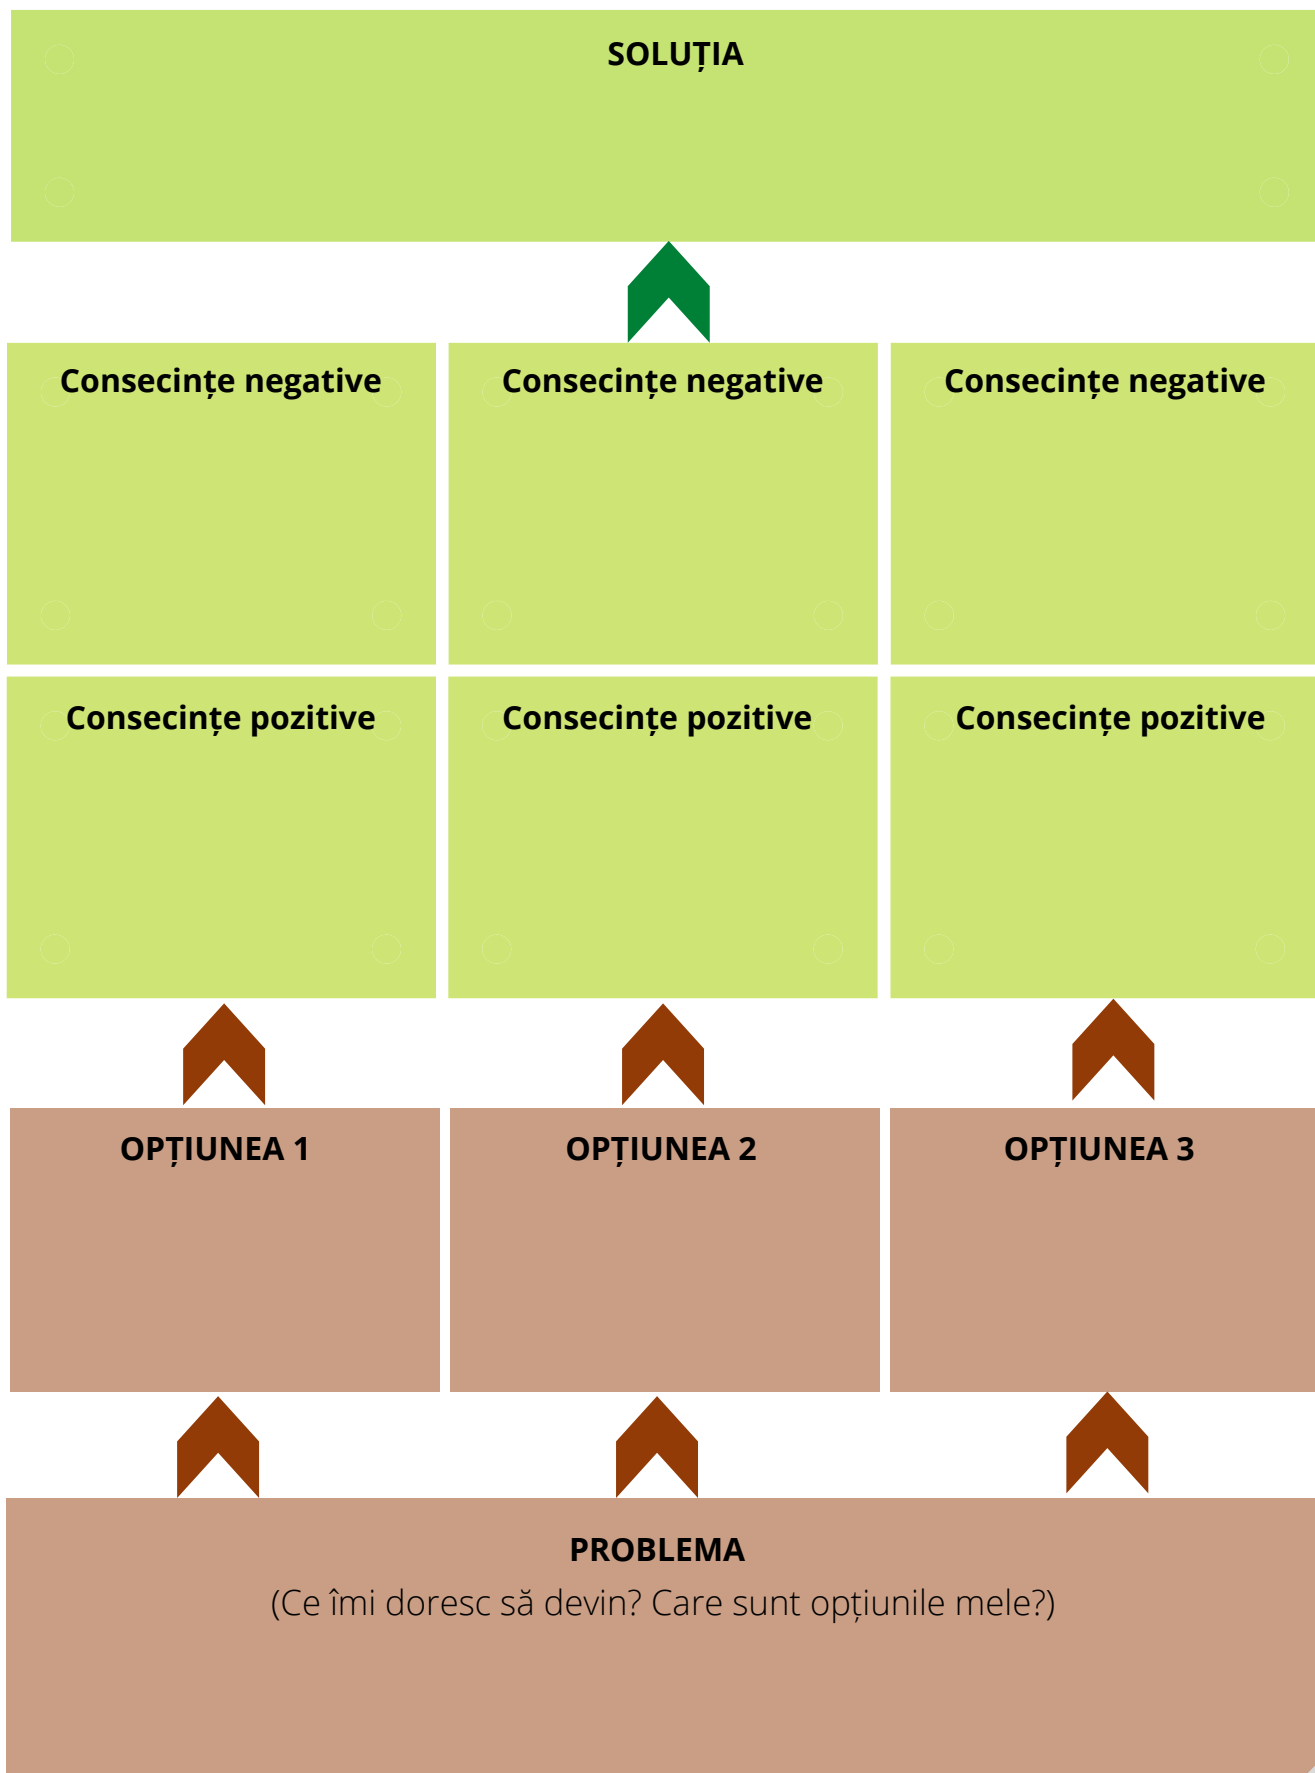 SOLUȚIA
Consecințe negative
Consecințe negative
Consecințe negative
Consecințe pozitive
Consecințe pozitive
Consecințe pozitive
OPȚIUNEA 1
OPȚIUNEA 2
OPȚIUNEA 3
PROBLEMA
(Ce îmi doresc să devin? Care sunt opțiunile mele?)